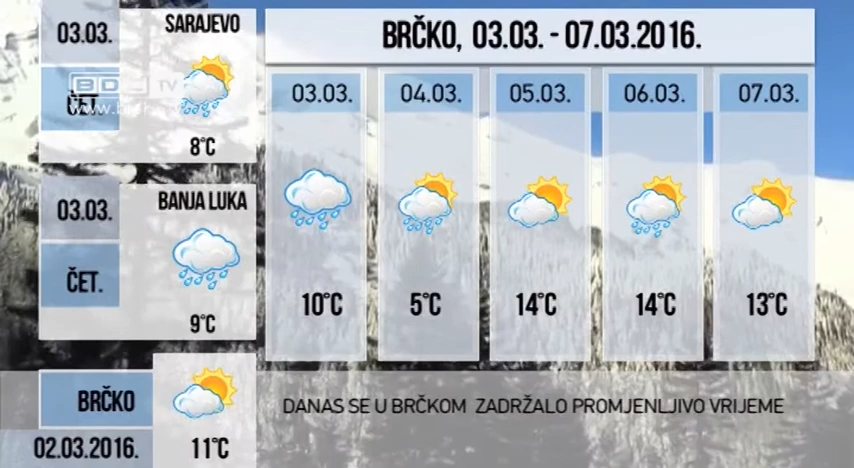 03.03.
SARAJEVO
ČET
8°C
03.03.
BANJA LUKA
ČET.
9°C
BRČKO
02.03.2016.
11°C
BRČKO, 03.03. - 07.03.2016.
03.03. 04.03. 05.03. 06.03. 07.03.
10°C 5°C 14°C 14°C 13°C
DANAS SE U BRČKOM ZADRŽALO PROMJENLJIVO VRIJEME